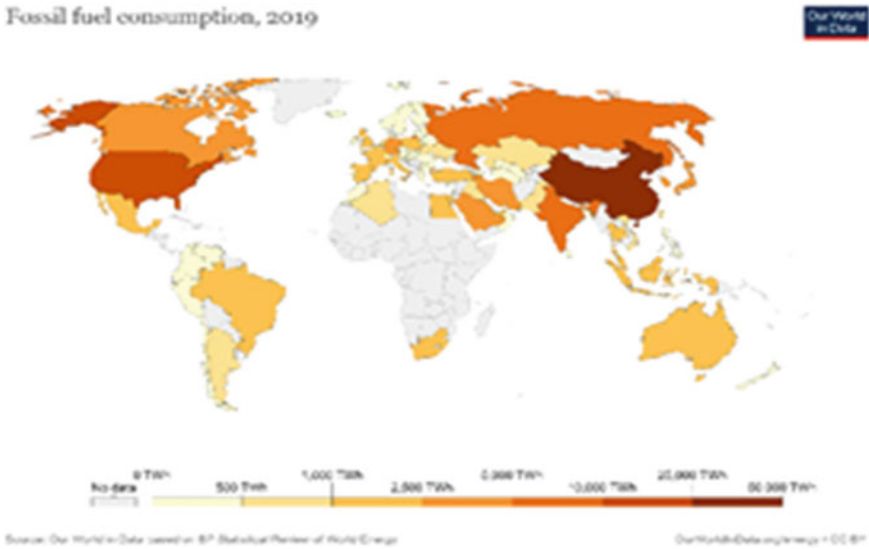 Fossil fuel consumption, 2019
Our World
in Data
0 TWh
1,000 TWh
5,000 TWh
20,000 TWh
No data
500 TWh
2,500 TWh
10,000 TWh
50,000 TWh
Source: Our World in Data based on BP Statistical Review of World Energy
OurWorldInData.org/energy • CC BY